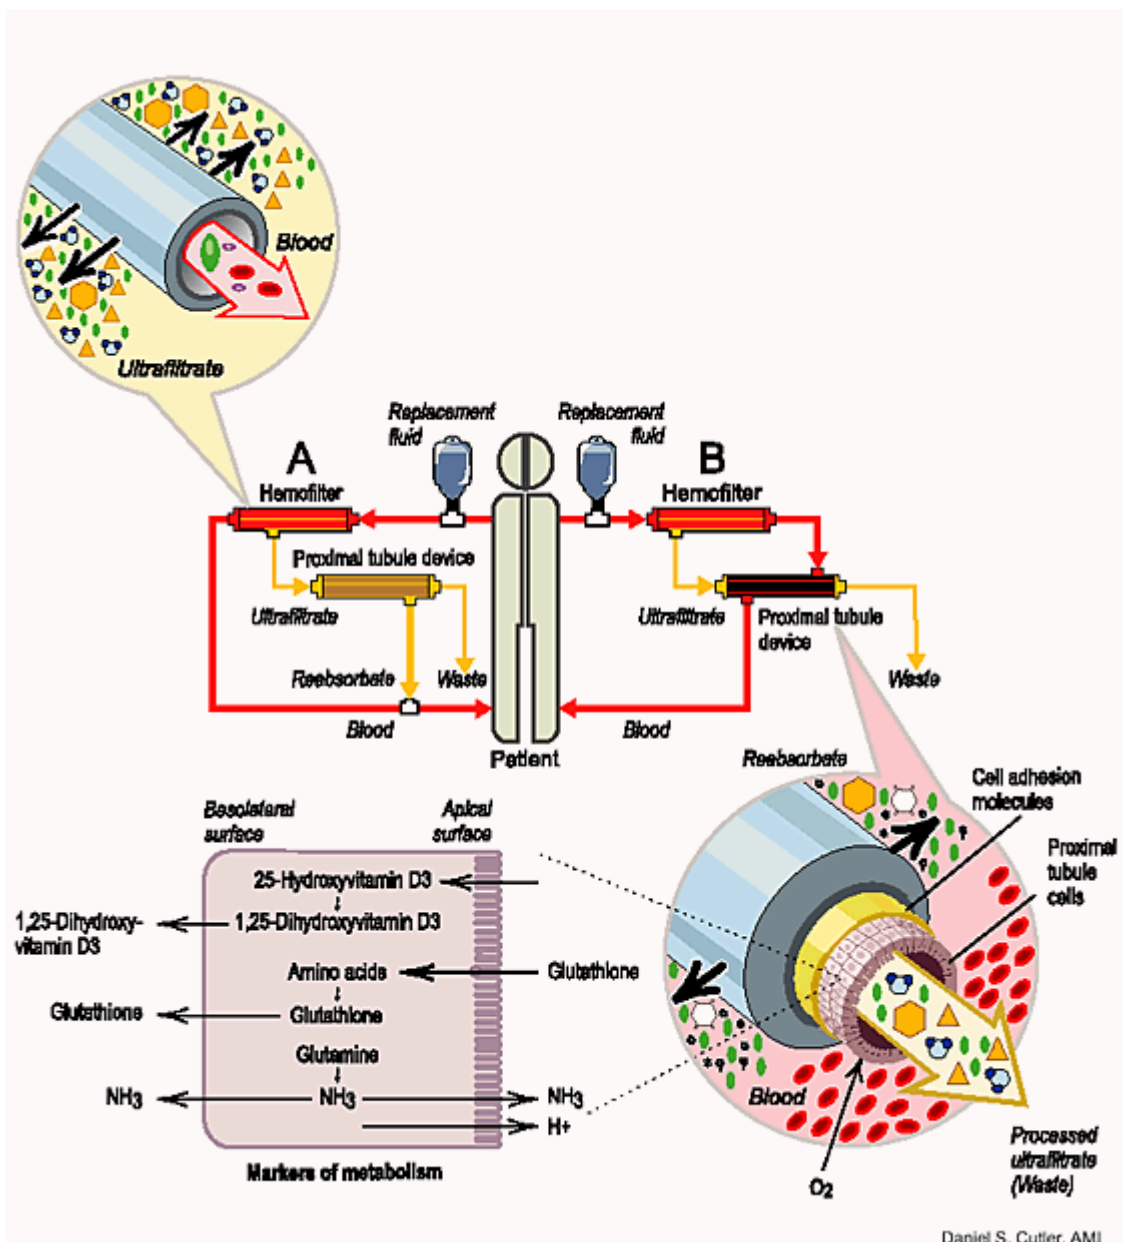 Blood
Ultrafiltrate
Replacement
fluid
Replacement
fluid
A
B
Hemofilter
Hemofilter
Proximal tubule device
Ultrafiltrate
Ultrafiltrate
Proximal tubule
device
Reabsorbate
Waste
Waste
Blood
Blood
Patient
Reabsorbate
Cell adhesion
molecules
Proximal
tubule
cells
Basolateral
surface
Apical
surface
25-Hydroxyvitamin D3
1,25-Dihydroxy-
vitamin D3
1,25-Dihydroxyvitamin D3
Amino acids
Glutathione
Glutathione
Glutathione
Glutamine
NH3
NH3
NH3
H+
Markers of metabolism
Blood
O2
Processed
ultrafiltrate
(Waste)
Daniel S. Cutler, AMI